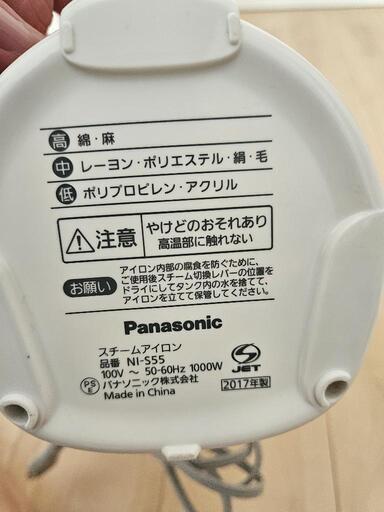 高 綿・麻
中 レーヨン・ポリエステル・絹・毛
低 ポリプロピレン・アクリル
注意 やけどのおそれあり
高温部に触れない
アイロン内部の腐食を防ぐために、
お願い ご使用後スチーム切換レバーの位置を
ドライにしてタンク内の水を捨てて、
アイロンを立てて保管してください。
Panasonic
スチームアイロン
品番 NI-S55
100V ～ 50-60Hz 1000W
PS E パナソニック株式会社
Made in China
S JET
2017年製